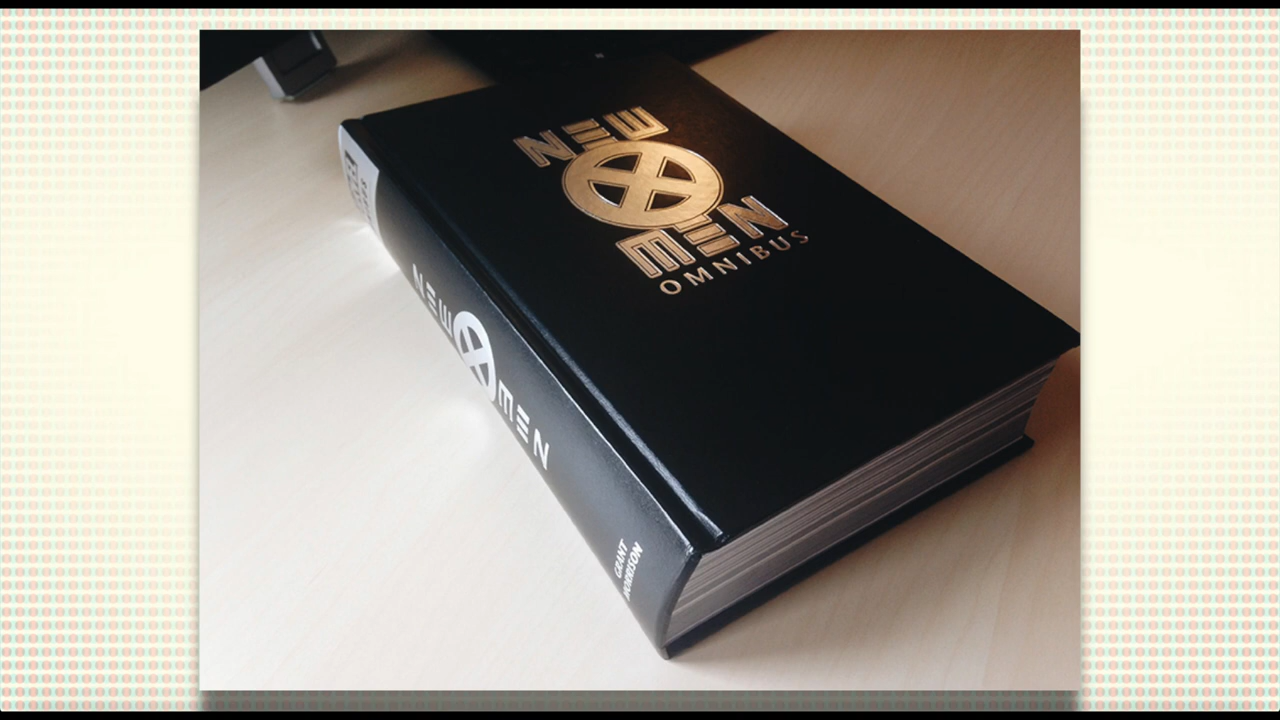 NEW
X
MEN
OMNIBUS
NEW X MEN
GRANT
MORRISON